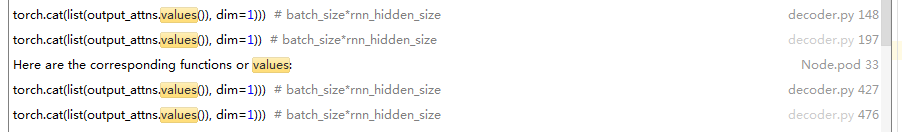 torch.cat(list(output_attns.values()), dim=1))) # batch_size*rnn_hidden_size decoder.py 148
torch.cat(list(output_attns.values()), dim=1)) # batch_size*rnn_hidden_size decoder.py 197
Here are the corresponding functions or values: Node.pod 33
torch.cat(list(output_attns.values()), dim=1))) # batch_size*rnn_hidden_size decoder.py 427
torch.cat(list(output_attns.values()), dim=1))) # batch_size*rnn_hidden_size decoder.py 476